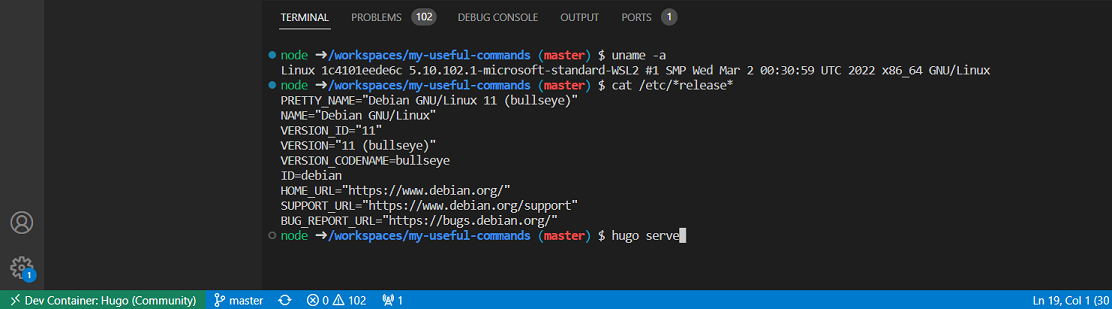 TERMINAL PROBLEMS 102 DEBUG CONSOLE OUTPUT PORTS 1
node ➜/workspaces/my-useful-commands (master) $ uname -a
Linux 1c4101eede6c 5.10.102.1-microsoft-standard-WSL2 #1 SMP Wed Mar 2 00:30:59 UTC 2022 x86_64 GNU/Linux
node ➜/workspaces/my-useful-commands (master) $ cat /etc/*release*
PRETTY_NAME="Debian GNU/Linux 11 (bullseye)"
NAME="Debian GNU/Linux"
VERSION_ID="11"
VERSION="11 (bullseye)"
VERSION_CODENAME=bullseye
ID=debian
HOME_URL="https://www.debian.org/"
SUPPORT_URL="https://www.debian.org/support"
BUG_REPORT_URL="https://bugs.debian.org/"
node ➜/workspaces/my-useful-commands (master) $ hugo serve
1
Dev Container: Hugo (Community) master 0 102 1 Ln 19, Col 1 (30